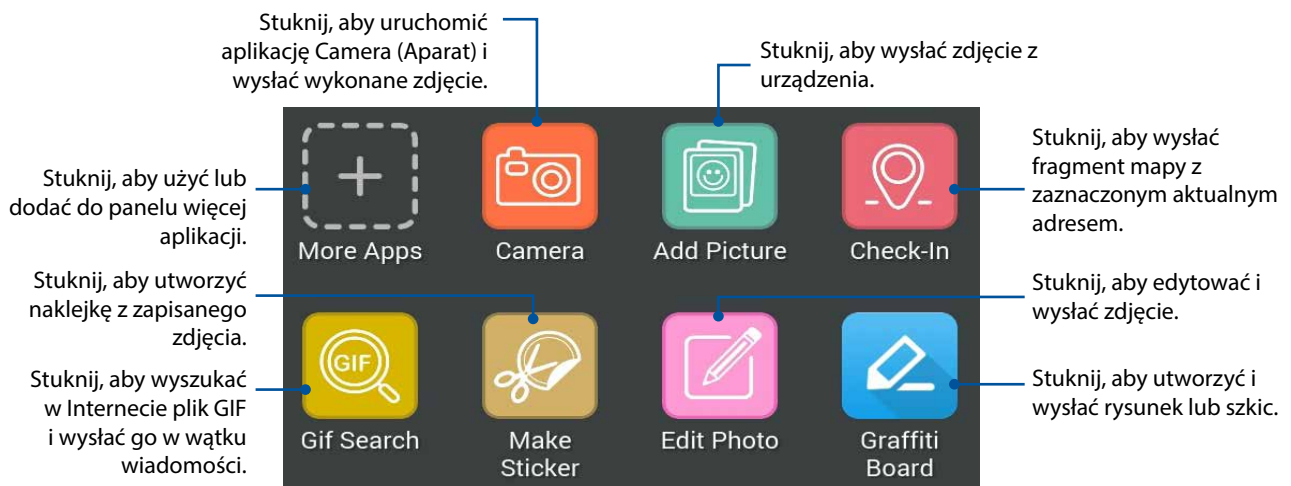 Stuknij, aby uruchomić
aplikację Camera (Aparat) i
wysłać wykonane zdjęcie.
Stuknij, aby wysłać zdjęcie z
urządzenia.
Stuknij, aby użyć lub
dodać do panelu więcej
aplikacji.
Stuknij, aby wysłać
fragment mapy z
zaznaczonym aktualnym
adresem.
More Apps
Camera
Add Picture
Check-In
Stuknij, aby utworzyć
naklejkę z zapisanego
zdjęcia.
Stuknij, aby edytować i
wysłać zdjęcie.
Stuknij, aby wyszukać
w Internecie plik GIF
i wysłać go w wątku
wiadomości.
GIF
Stuknij, aby utworzyć i
wysłać rysunek lub szkic.
Gif Search
Make
Sticker
Edit Photo
Graffiti
Board